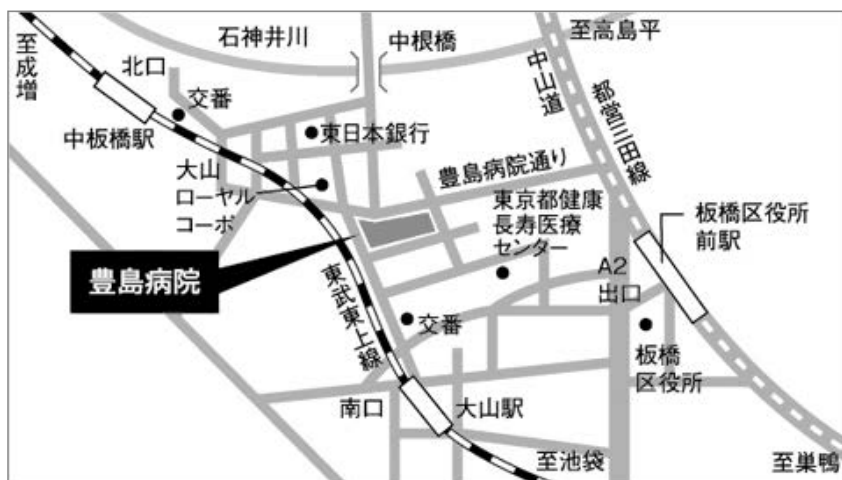 石神井川
中根橋
至高島平
至成増
北口
中山道
都営三田線
交番
中板橋駅
東日本銀行
大山
ローヤル
コーポ
豊島病院通り
東京都健康
長寿医療
センター
板橋区役所
前駅
豊島病院
東武東上線
A2
出口
交番
板橋
区役所
南口
大山駅
至池袋
至巣鴨